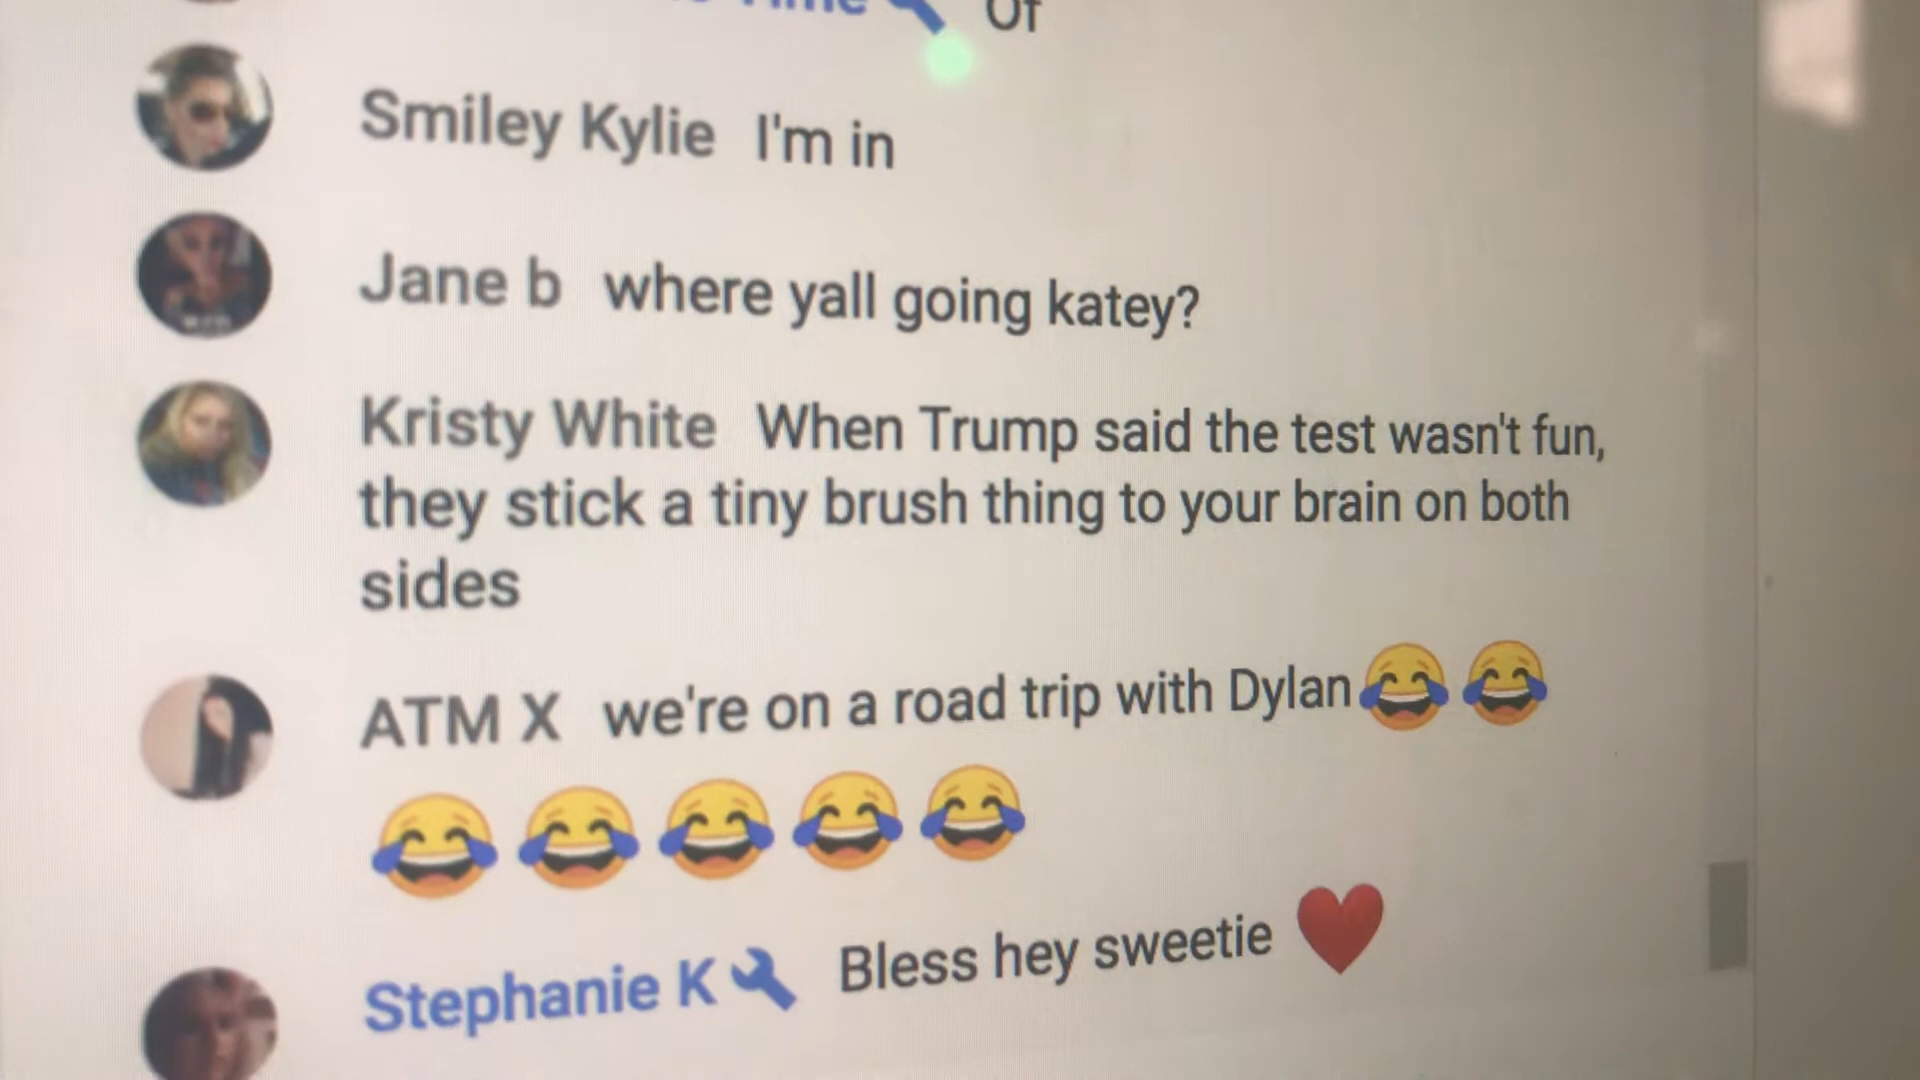 Time Of
Smiley Kylie I'm in
Jane b where yall going katey?
Kristy White When Trump said the test wasn't fun,
they stick a tiny brush thing to your brain on both
sides
ATM X we're on a road trip with Dylan😂😂
😂😂😂😂😂
Stephanie K Bless hey sweetie ❤️